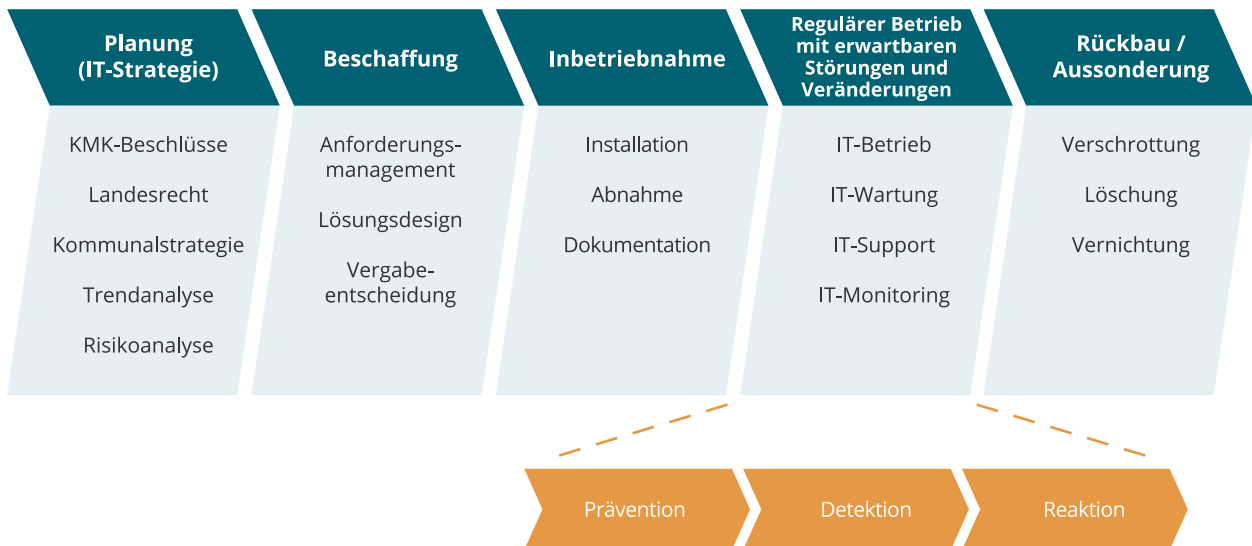 Planung
(IT-Strategie)
Beschaffung
Inbetriebnahme
Regulärer Betrieb
mit erwartbaren
Störungen und
Veränderungen
Rückbau /
Aussonderung
KMK-Beschlüsse
Landesrecht
Kommunalstrategie
Trendanalyse
Risikoanalyse
Anforderungs-
management
Lösungsdesign
Vergabe-
entscheidung
Installation
Abnahme
Dokumentation
IT-Betrieb
IT-Wartung
IT-Support
IT-Monitoring
Verschrottung
Löschung
Vernichtung
Prävention
Detektion
Reaktion